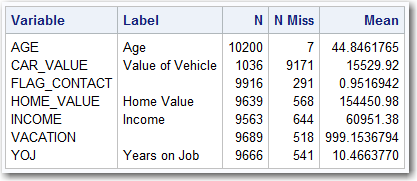 Variable Label N N Miss Mean
AGE Age 10200 7 44.8461765
CAR_VALUE Value of Vehicle 1036 9171 15529.92
FLAG_CONTACT 9916 291 0.9516942
HOME_VALUE Home Value 9639 568 154450.98
INCOME Income 9563 644 60951.38
VACATION 9689 518 999.1536794
YOJ Years on Job 9666 541 10.4663770